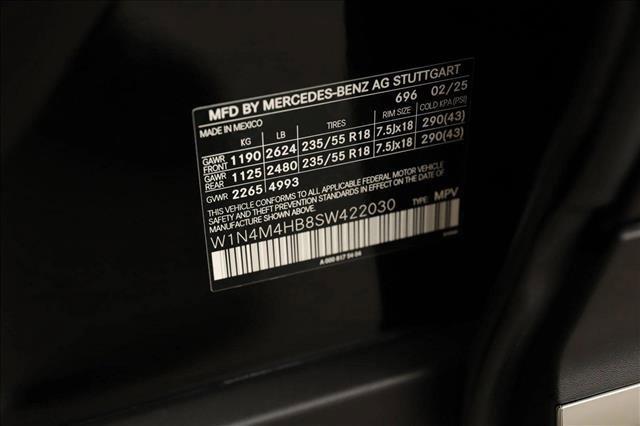 MFD BY MERCEDES-BENZ AG STUTTGART
MADE IN MEXICO 696 02/25
KG LB TIRES RIM SIZE COLD KPA (PSI)
GAWR FRONT 1190 2624 235/55 R18 7.5Jx18 290(43)
GAWR REAR 1125 2480 235/55 R18 7.5Jx18 290(43)
GVWR 2265 4993
THIS VEHICLE CONFORMS TO ALL APPLICABLE FEDERAL MOTOR VEHICLE
SAFETY, BUMPER AND THEFT PREVENTION STANDARDS IN EFFECT ON THE DATE OF
MANUFACTURE SHOWN ABOVE.
W1N4M4HB8SW422030 TYPE MPV
A 000 817 56 56